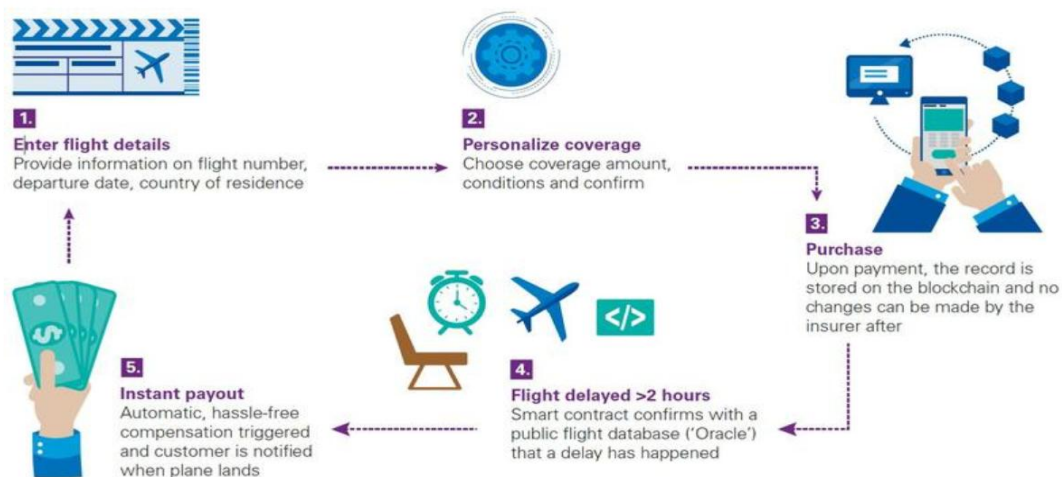 1.
Enter flight details
Provide information on flight number,
departure date, country of residence
2.
Personalize coverage
Choose coverage amount,
conditions and confirm
3.
Purchase
Upon payment, the record is
stored on the blockchain and no
changes can be made by the
insurer after
</>
4.
Flight delayed >2 hours
Smart contract confirms with a
public flight database (‘Oracle’)
that a delay has happened
$
5.
Instant payout
Automatic, hassle-free
compensation triggered
and customer is notified
when plane lands